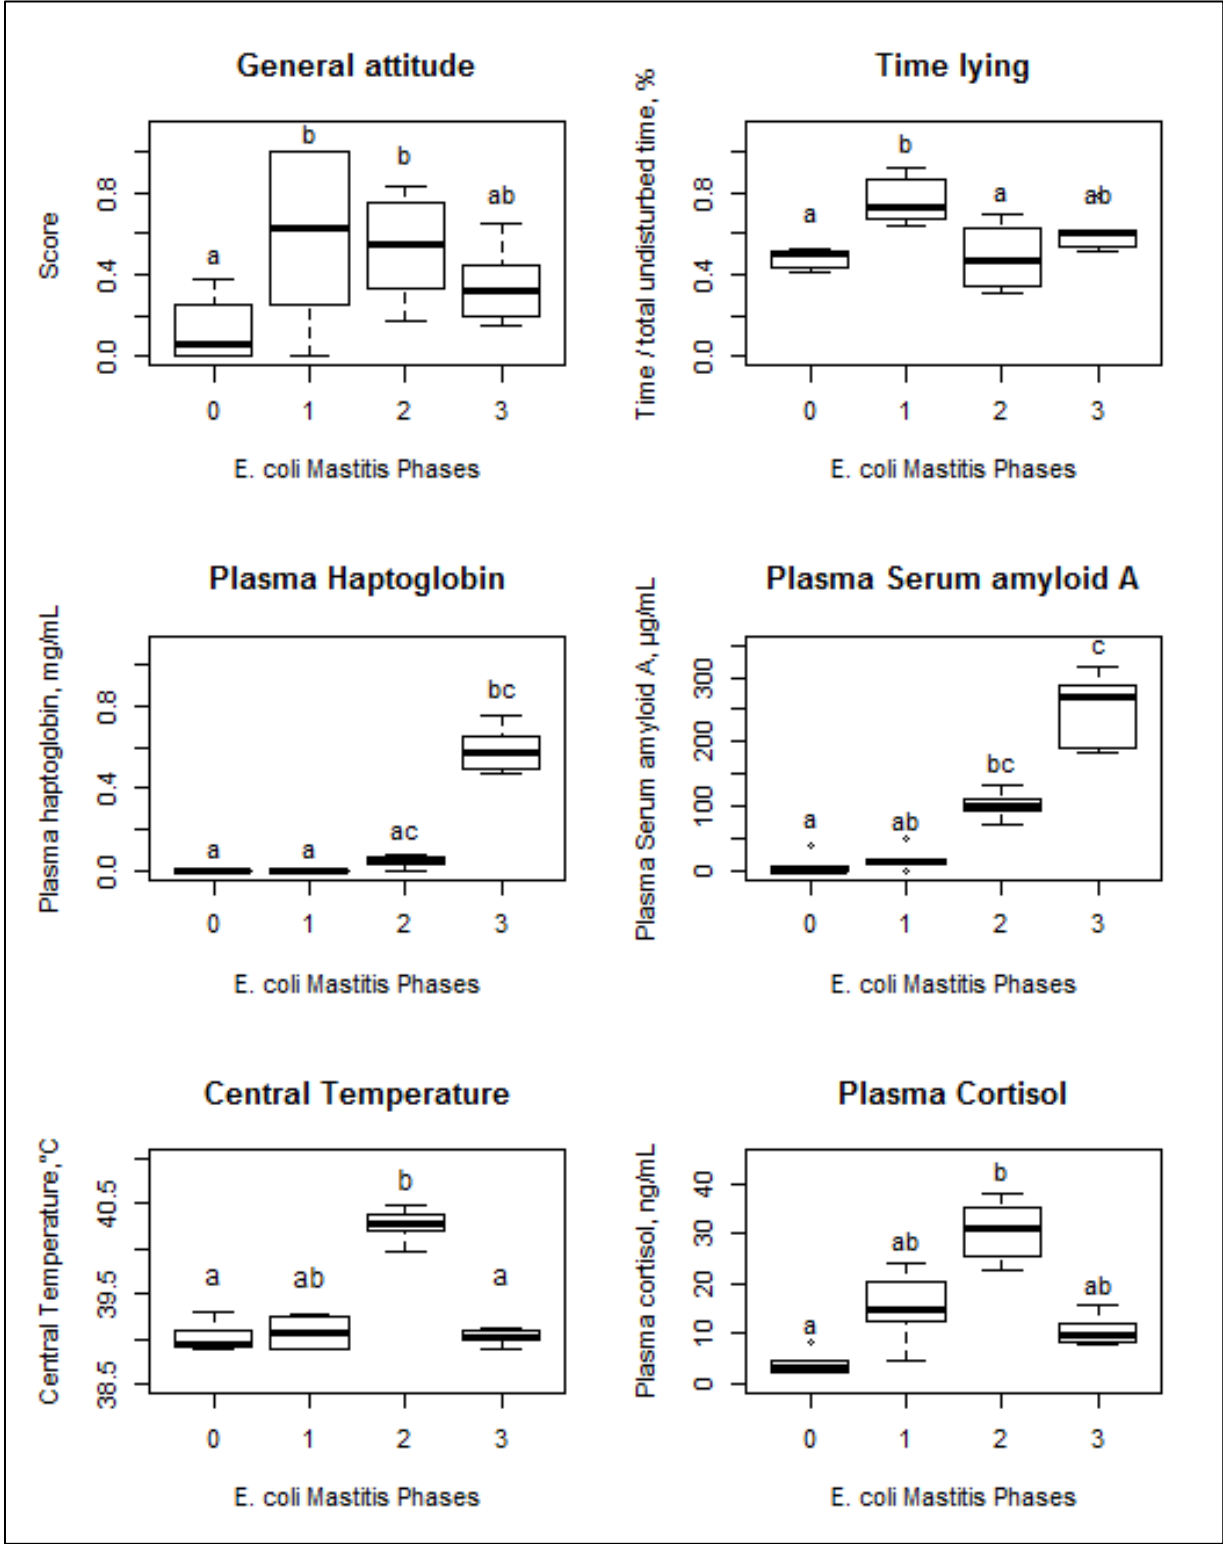 General attitude
Score
0.0 0.4 0.8
a b b ab
0 1 2 3
E. coli Mastitis Phases
Time lying
Time / total undisturbed time, %
0.0 0.4 0.8
a b a ab
0 1 2 3
E. coli Mastitis Phases
Plasma Haptoglobin
Plasma haptoglobin, mg/mL
0.0 0.4 0.8
a a ac bc
0 1 2 3
E. coli Mastitis Phases
Plasma Serum amyloid A
Plasma Serum amyloid A, µg/mL
0 100 200 300
a ab bc c
0 1 2 3
E. coli Mastitis Phases
Central Temperature
Central Temperature,°C
38.5 39.5 40.5
a ab b a
0 1 2 3
E. coli Mastitis Phases
Plasma Cortisol
Plasma cortisol, ng/mL
0 10 20 30 40
a ab b ab
0 1 2 3
E. coli Mastitis Phases